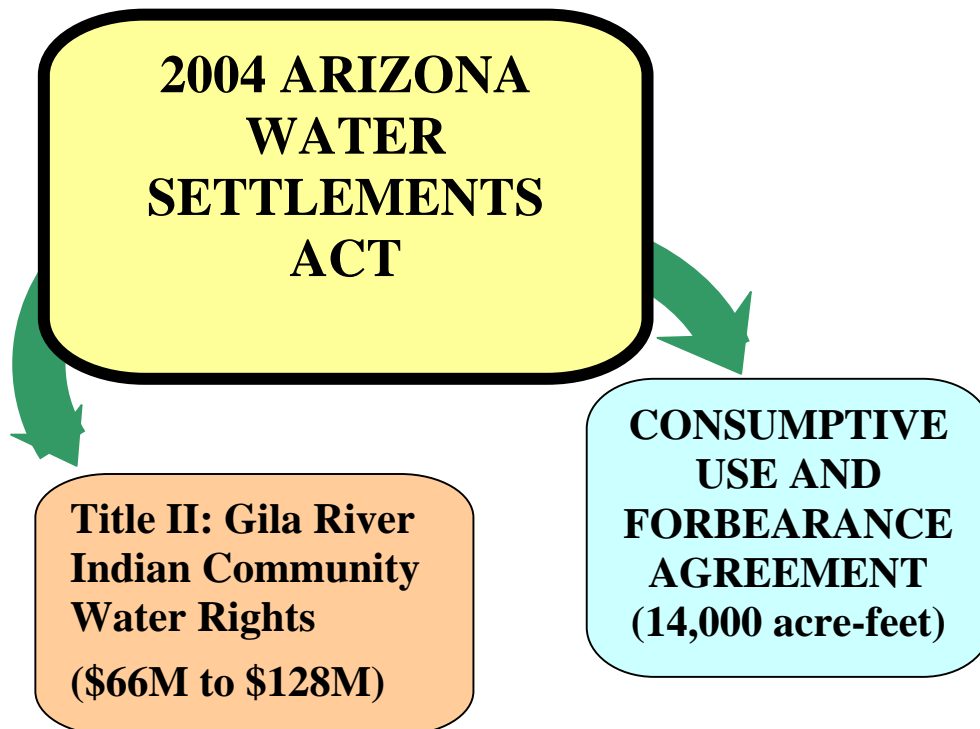 2004 ARIZONA
WATER
SETTLEMENTS
ACT
Title II: Gila River
Indian Community
Water Rights
($66M to $128M)
CONSUMPTIVE
USE AND
FORBEARANCE
AGREEMENT
(14,000 acre-feet)